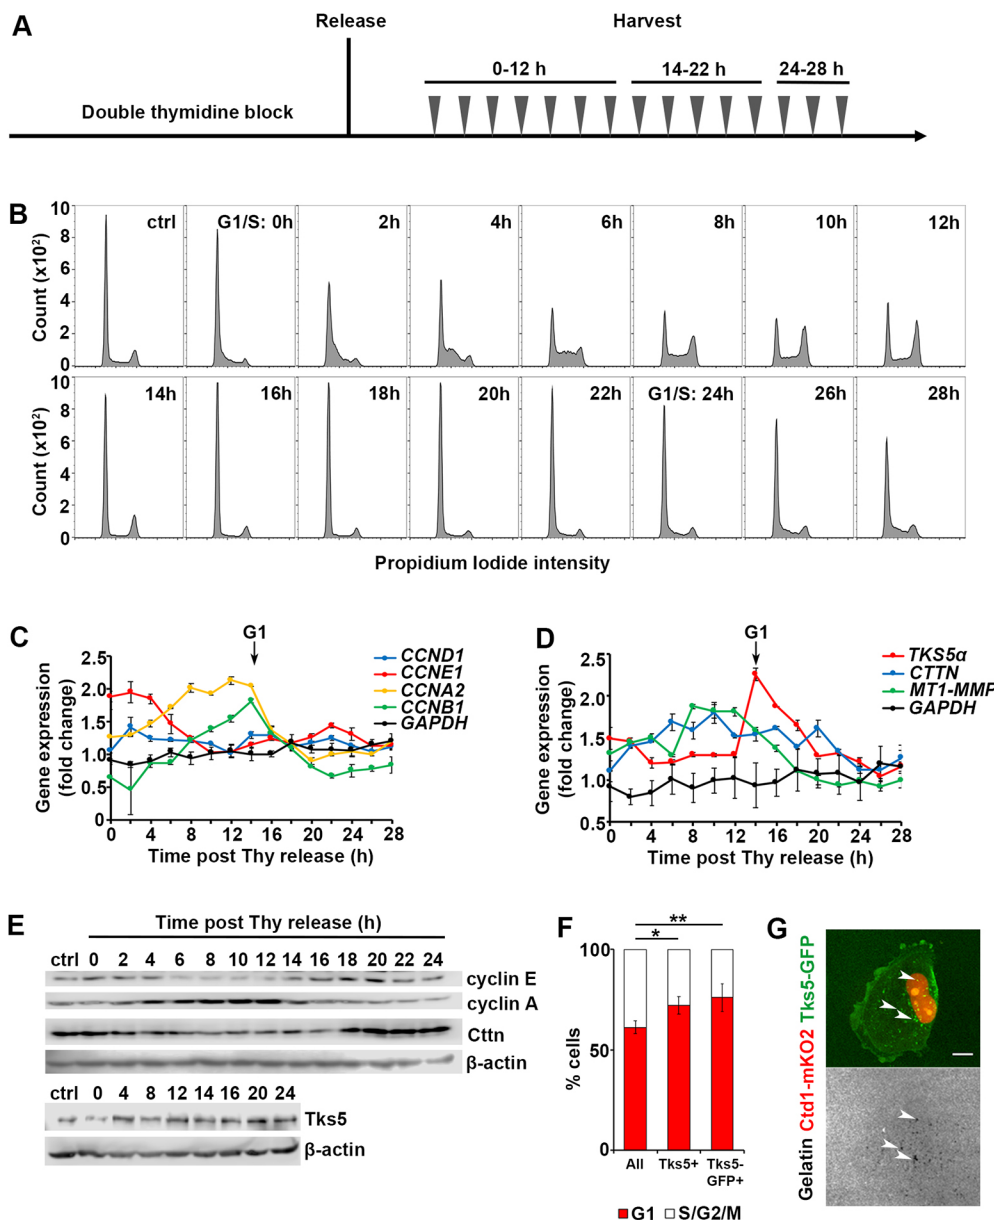 A
Release
Harvest
0-12 h
14-22 h
24-28 h
Double thymidine block
B
Count (x10²)
10
8
6
4
2
0
ctrl
G1/S: 0h
2h
4h
6h
8h
10h
12h
Count (x10²)
10
8
6
4
2
0
14h
16h
18h
20h
22h
G1/S: 24h
26h
28h
Propidium Iodide intensity
C
G1
Gene expression
(fold change)
2.5
2.0
1.5
1.0
0.5
0
0 4 8 12 16 20 24 28
Time post Thy release (h)
CCND1
CCNE1
CCNA2
CCNB1
GAPDH
D
G1
Gene expression
(fold change)
2.5
2.0
1.5
1.0
0.5
0 4 8 12 16 20 24 28
Time post Thy release (h)
TKS5α
CTTN
MT1-MMP
GAPDH
E
Time post Thy release (h)
ctrl 0 2 4 6 8 10 12 14 16 18 20 22 24
cyclin E
cyclin A
Cttn
β-actin
ctrl 0 4 8 12 14 16 20 24
Tks5
β-actin
F
**
*
% cells
100
50
0
All
Tks5+
Tks5-
GFP+
G1
S/G2/M
G
Gelatin Ctd1-mKO2 Tks5-GFP